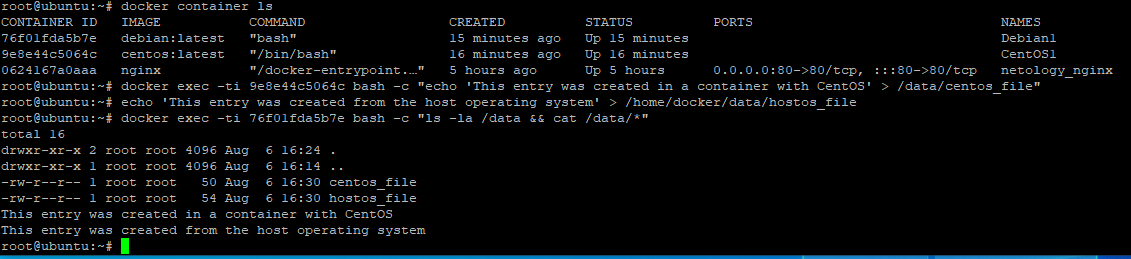 root@ubuntu:~# docker container ls
CONTAINER ID   IMAGE           COMMAND                  CREATED          STATUS          PORTS                               NAMES
76f01fda5b7e   debian:latest   "bash"                   15 minutes ago   Up 15 minutes                                       Debian1
9e8e44c5064c   centos:latest   "/bin/bash"              16 minutes ago   Up 16 minutes                                       CentOS1
0624167a0aaa   nginx           "/docker-entrypoint.…"   5 hours ago      Up 5 hours      0.0.0.0:80->80/tcp, :::80->80/tcp   netology_nginx
root@ubuntu:~# docker exec -ti 9e8e44c5064c bash -c "echo 'This entry was created in a container with CentOS' > /data/centos_file"
root@ubuntu:~# echo 'This entry was created from the host operating system' > /home/docker/data/hostos_file
root@ubuntu:~# docker exec -ti 76f01fda5b7e bash -c "ls -la /data && cat /data/*"
total 16
drwxr-xr-x 2 root root 4096 Aug  6 16:24 .
drwxr-xr-x 1 root root 4096 Aug  6 16:14 ..
-rw-r--r-- 1 root root   50 Aug  6 16:30 centos_file
-rw-r--r-- 1 root root   54 Aug  6 16:30 hostos_file
This entry was created in a container with CentOS
This entry was created from the host operating system
root@ubuntu:~#